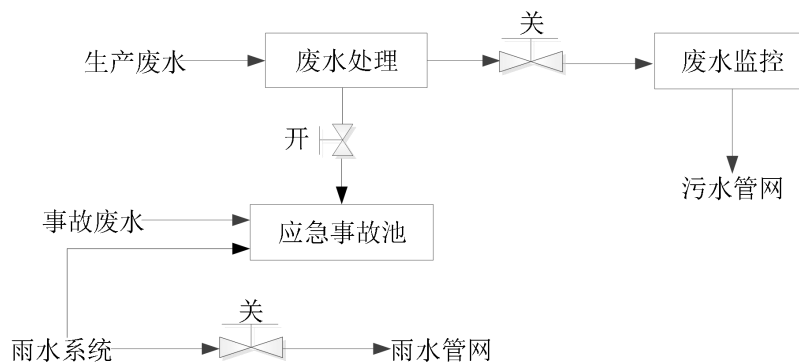 关
生产废水
废水处理
废水监控
开
污水管网
事故废水
应急事故池
关
雨水系统
雨水管网